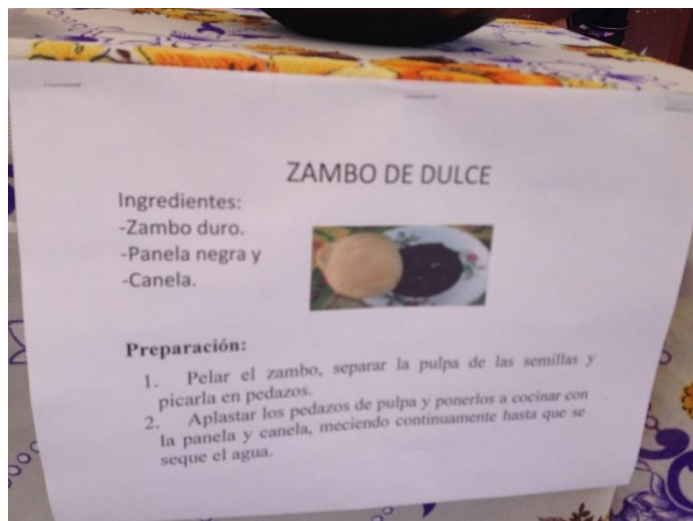 ZAMBO DE DULCE
Ingredientes:
-Zambo duro.
-Panela negra y
-Canela.
Preparación:
1. Pelar el zambo, separar la pulpa de las semillas y
picarla en pedazos.
2. Aplastar los pedazos de pulpa y ponerlos a cocinar con
la panela y canela, meciendo continuamente hasta que se
seque el agua.